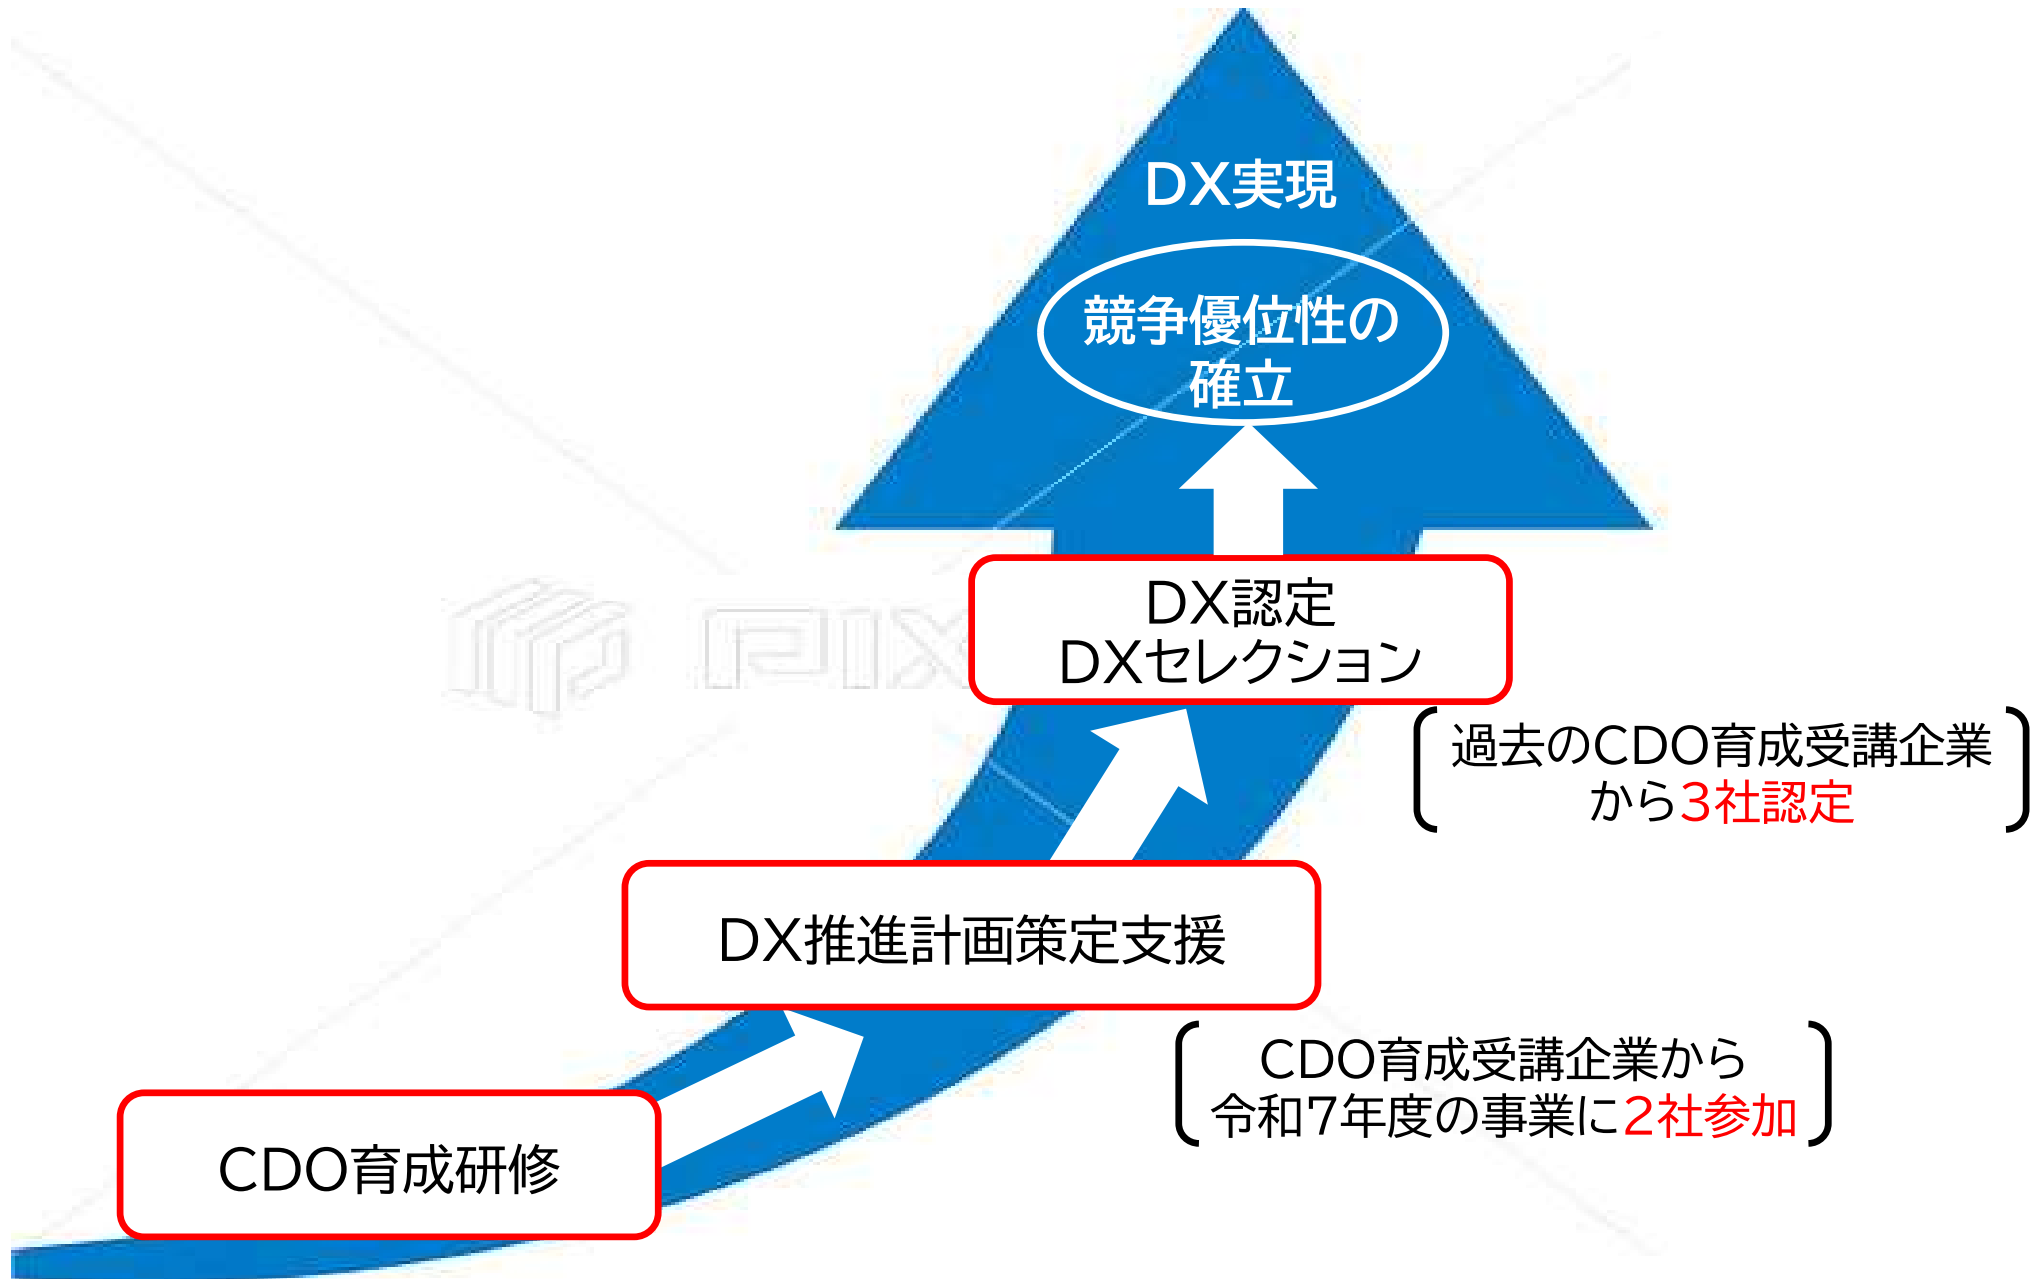 DX実現
競争優位性の
確立
DX認定
DXセレクション
過去のCDO育成受講企業
から3社認定
DX推進計画策定支援
CDO育成受講企業から
令和7年度の事業に2社参加
CDO育成研修
PIX